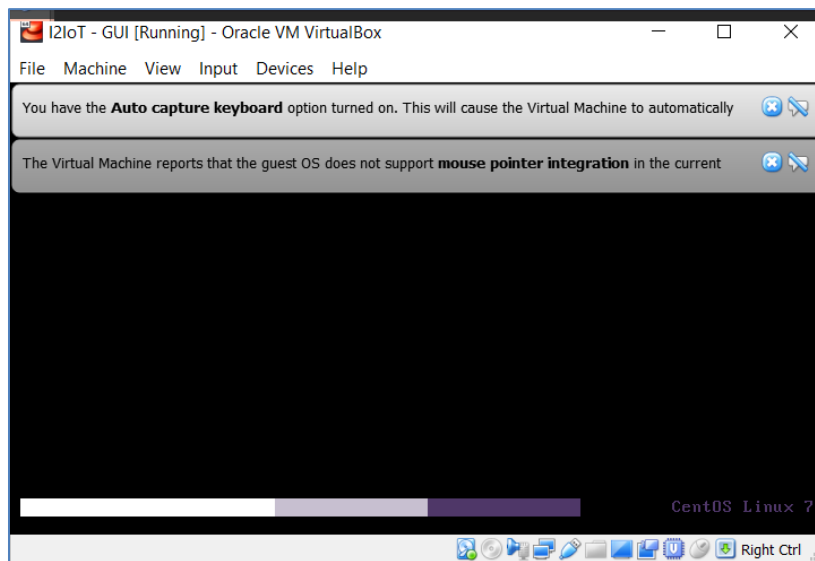 I2IoT - GUI [Running] - Oracle VM VirtualBox
File Machine View Input Devices Help
You have the Auto capture keyboard option turned on. This will cause the Virtual Machine to automatically
The Virtual Machine reports that the guest OS does not support mouse pointer integration in the current
CentOS Linux 7
Right Ctrl